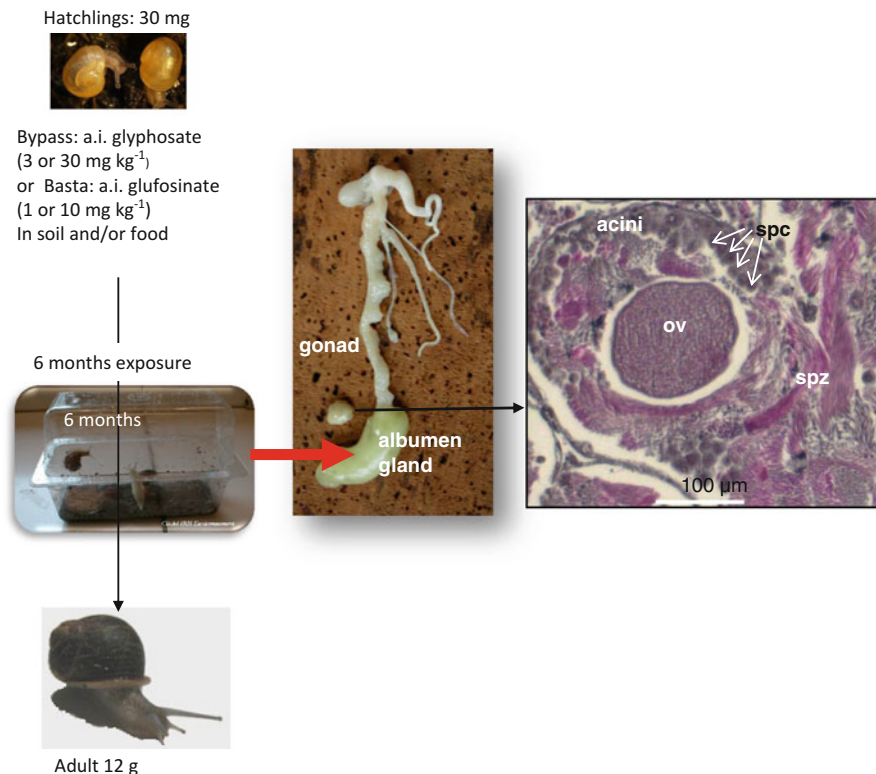 Hatchlings: 30 mg
Bypass: a.i. glyphosate
(3 or 30 mg kg-1)
or Basta: a.i. glufosinate
(1 or 10 mg kg-1)
In soil and/or food
6 months exposure
6 months
gonad
albumen
gland
acini
spc
ov
spz
100 µm
Adult 12 g